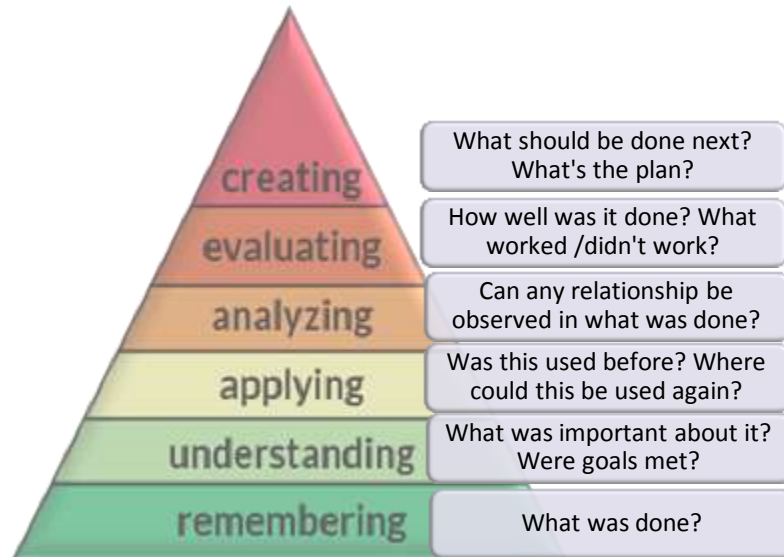 creating
What should be done next?
What's the plan?
evaluating
How well was it done? What
worked /didn't work?
analyzing
Can any relationship be
observed in what was done?
applying
Was this used before? Where
could this be used again?
understanding
What was important about it?
Were goals met?
remembering
What was done?